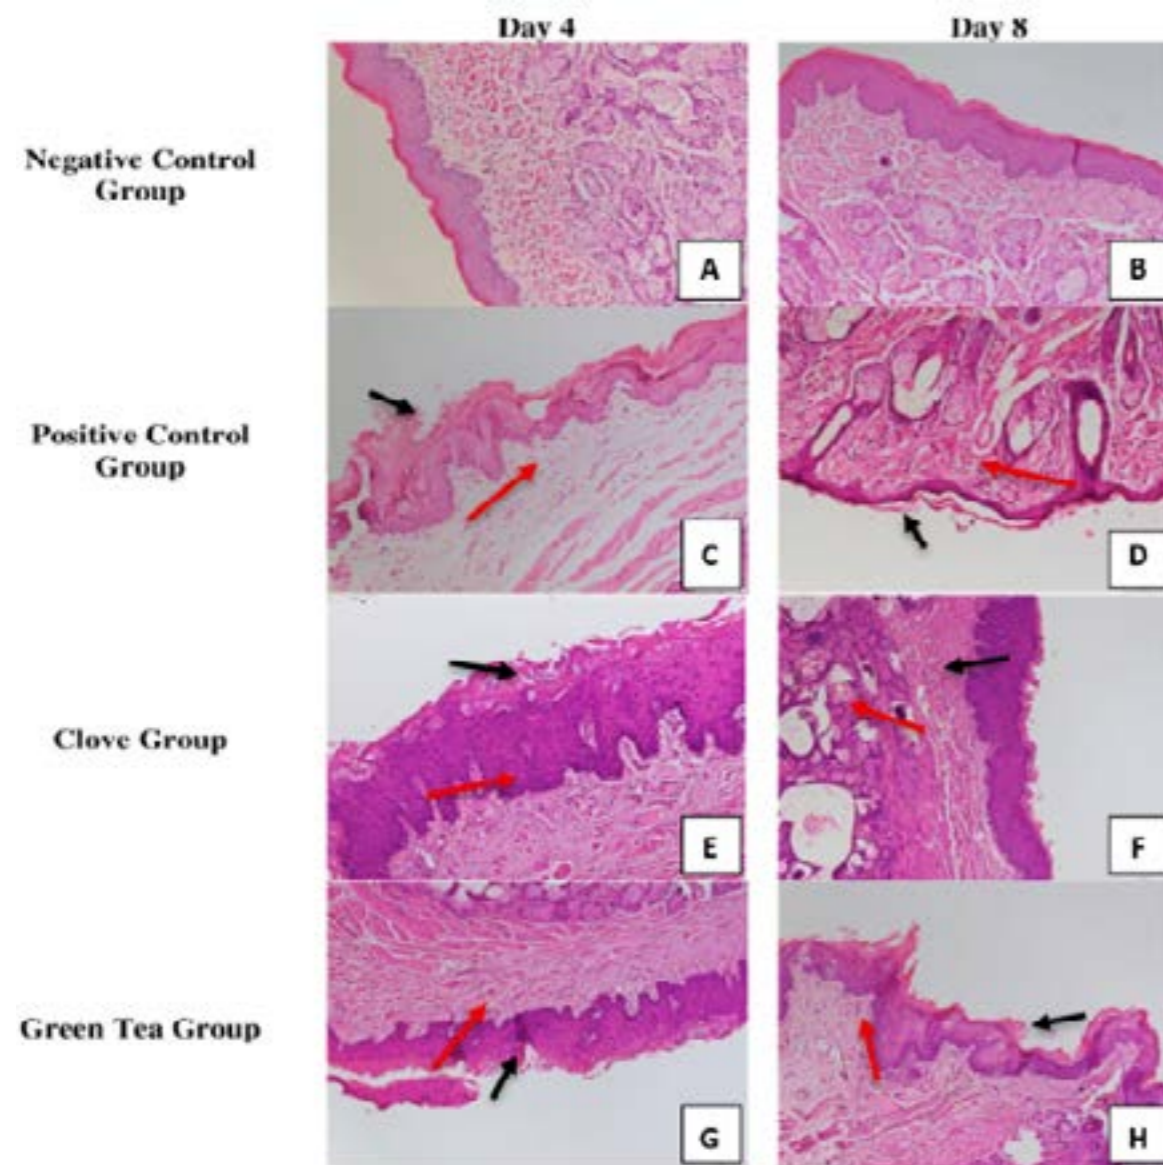 Day 4
Day 8
Negative Control
Group
A
B
Positive Control
Group
C
D
Clove Group
E
F
Green Tea Group
G
H